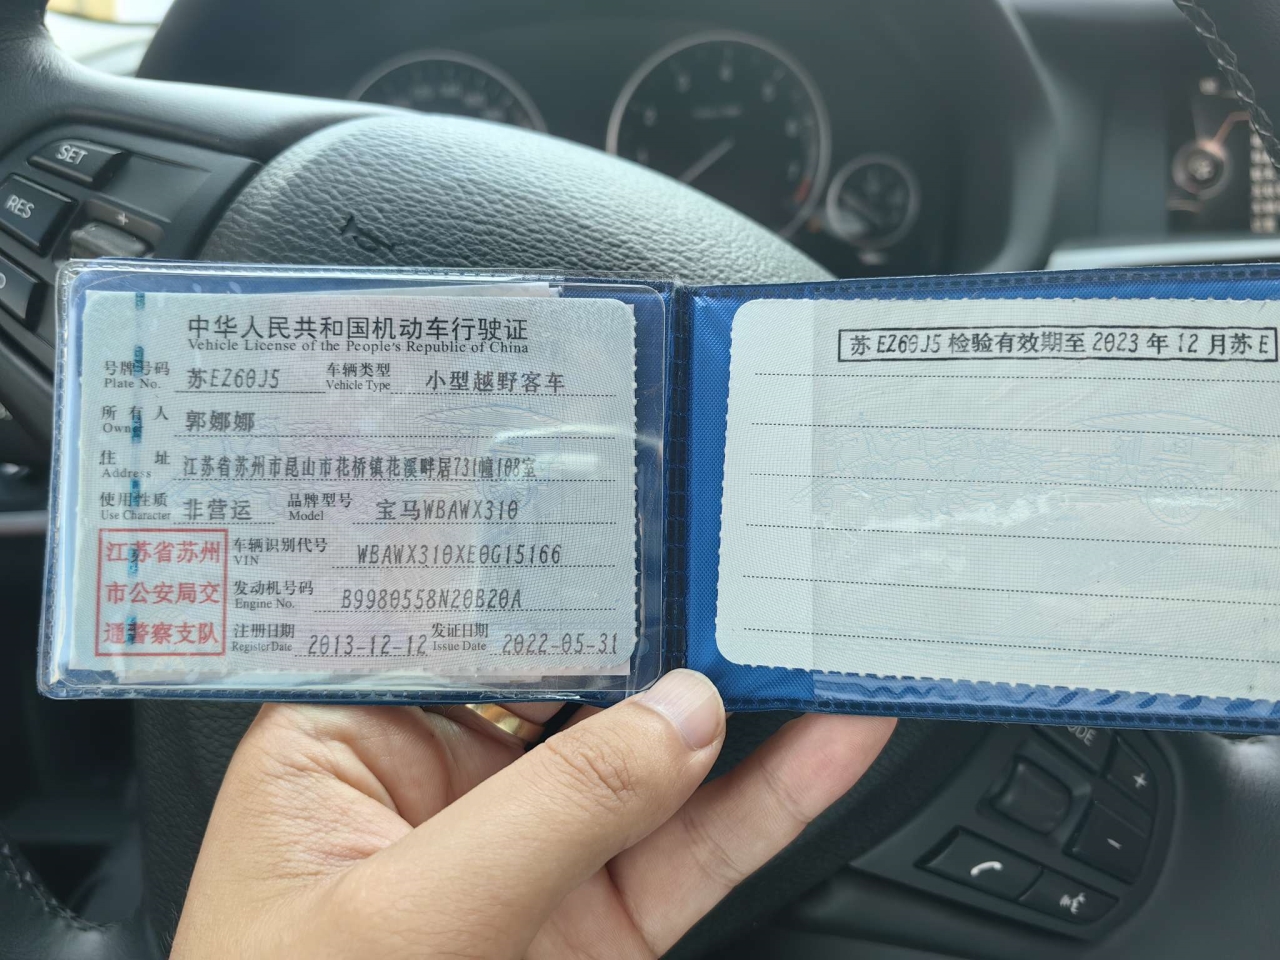 SET
RES
中华人民共和国机动车行驶证
Vehicle License of the People's Republic of China
号牌号码 Plate No. 苏EZ60J5 车辆类型 Vehicle Type 小型越野客车
所有人 Owner 郭娜娜
住址 Address 江苏省苏州市昆山市花桥镇花溪畔居731幢108室
使用性质 Use Character 非营运 品牌型号 Model 宝马WBAWX310
车辆识别代号 VIN WBAWX310XE0G15166
发动机号码 Engine No. B9980558N20B20A
注册日期 Register Date 2013-12-12 发证日期 Issue Date 2022-05-31
江苏省苏州
市公安局交
通警察支队
苏EZ60J5 检验有效期至 2023 年 12 月苏E